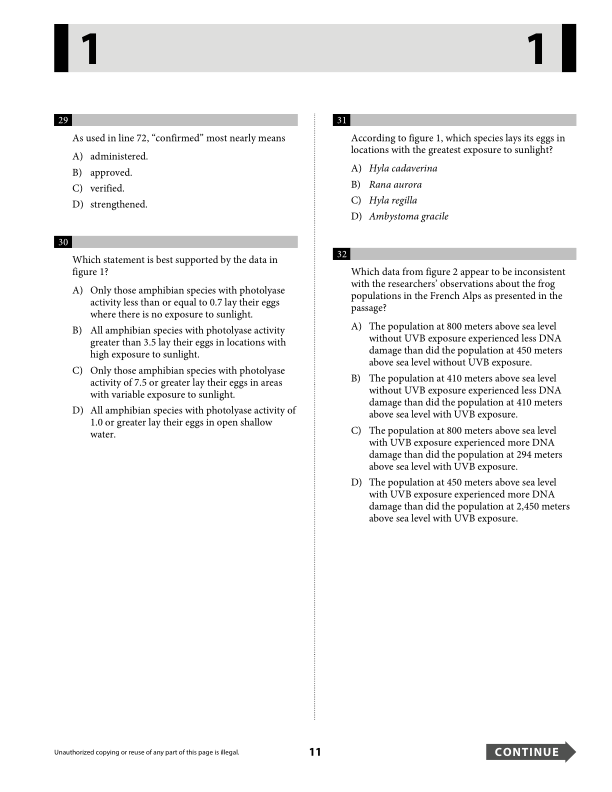 1 1
29
As used in line 72, “confirmed” most nearly means
A) administered.
B) approved.
C) verified.
D) strengthened.
30
Which statement is best supported by the data in
figure 1?
A) Only those amphibian species with photolyase
activity less than or equal to 0.7 lay their eggs
where there is no exposure to sunlight.
B) All amphibian species with photolyase activity
greater than 3.5 lay their eggs in locations with
high exposure to sunlight.
C) Only those amphibian species with photolyase
activity of 7.5 or greater lay their eggs in areas
with variable exposure to sunlight.
D) All amphibian species with photolyase activity of
1.0 or greater lay their eggs in open shallow
water.
31
According to figure 1, which species lays its eggs in
locations with the greatest exposure to sunlight?
A) Hyla cadaverina
B) Rana aurora
C) Hyla regilla
D) Ambystoma gracile
32
Which data from figure 2 appear to be inconsistent
with the researchers’ observations about the frog
populations in the French Alps as presented in the
passage?
A) The population at 800 meters above sea level
without UVB exposure experienced less DNA
damage than did the population at 450 meters
above sea level without UVB exposure.
B) The population at 410 meters above sea level
without UVB exposure experienced less DNA
damage than did the population at 410 meters
above sea level with UVB exposure.
C) The population at 800 meters above sea level
with UVB exposure experienced more DNA
damage than did the population at 294 meters
above sea level with UVB exposure.
D) The population at 450 meters above sea level
with UVB exposure experienced more DNA
damage than did the population at 2,450 meters
above sea level with UVB exposure.
Unauthorized copying or reuse of any part of this page is illegal.
11
CONTINUE